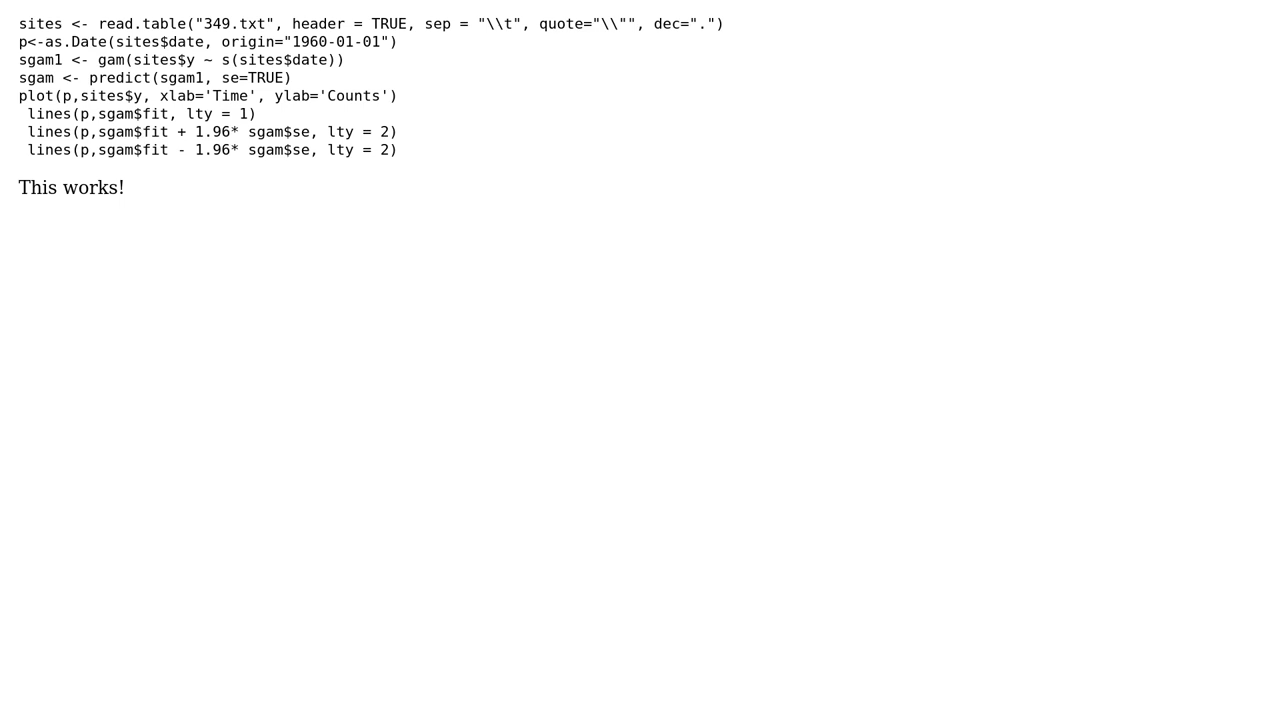 sites <- read.table("349.txt", header = TRUE, sep = "\\t", quote="\\"", dec=".")
p<-as.Date(sites$date, origin="1960-01-01")
sgam1 <- gam(sites$y ~ s(sites$date))
sgam <- predict(sgam1, se=TRUE)
plot(p,sites$y, xlab='Time', ylab='Counts')
 lines(p,sgam$fit, lty = 1)
 lines(p,sgam$fit + 1.96* sgam$se, lty = 2)
 lines(p,sgam$fit - 1.96* sgam$se, lty = 2)
This works!